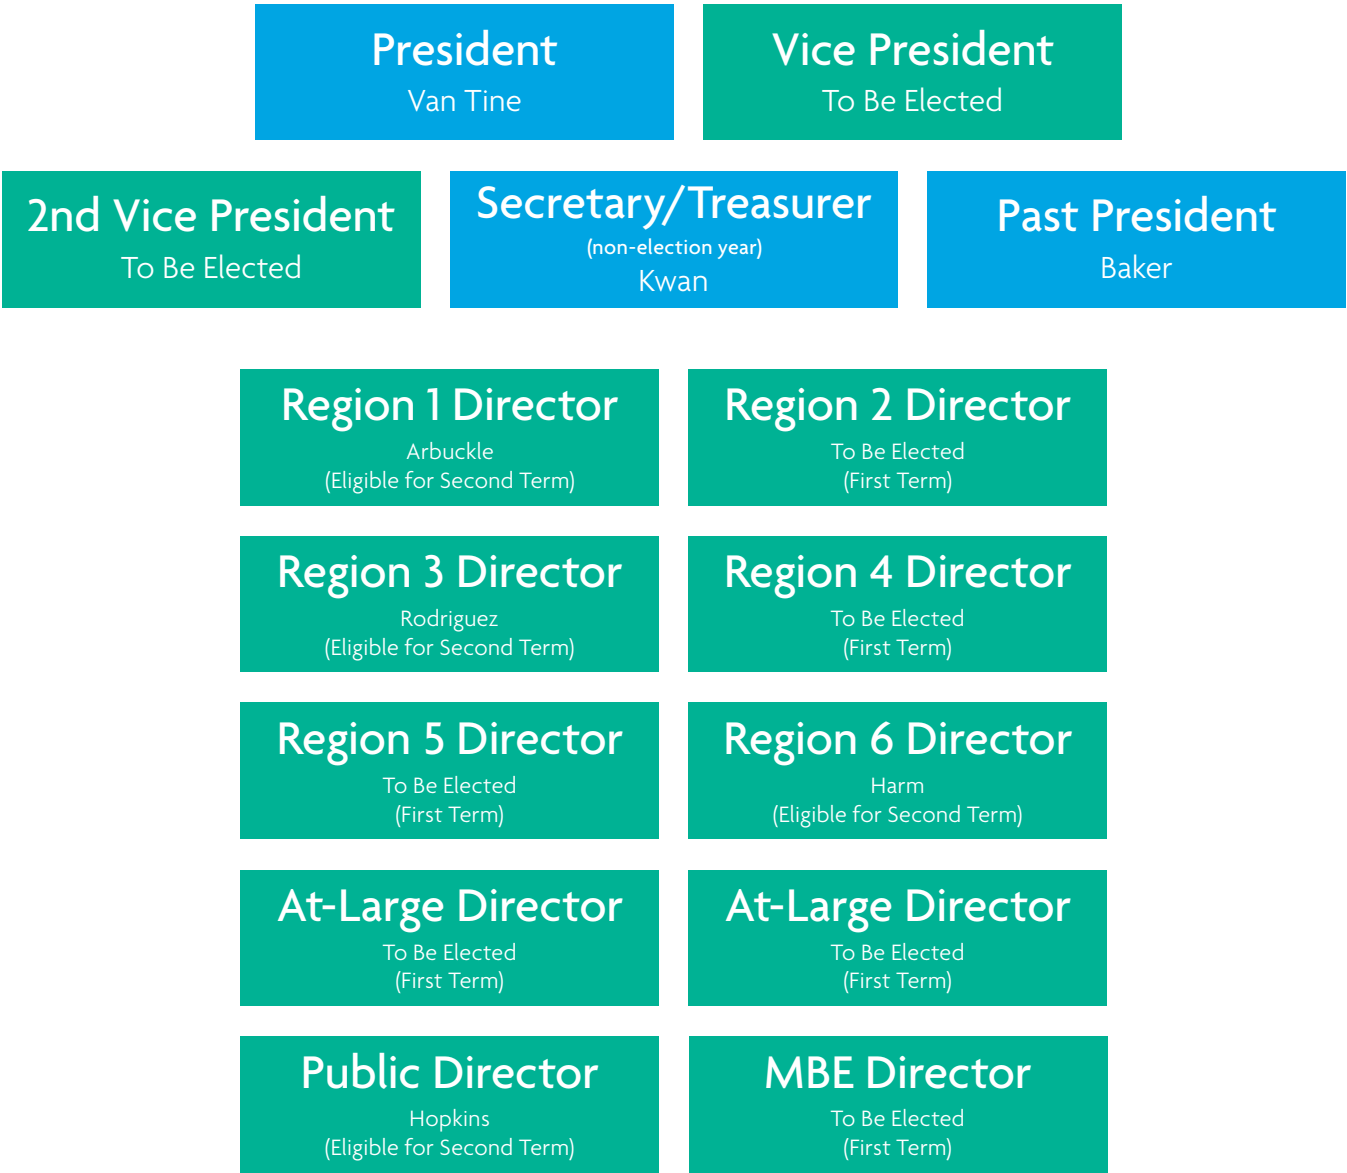 President
Van Tine
Vice President
To Be Elected
2nd Vice President
To Be Elected
Secretary/Treasurer
(non-election year)
Kwan
Past President
Baker
Region 1 Director
Arbuckle
(Eligible for Second Term)
Region 2 Director
To Be Elected
(First Term)
Region 3 Director
Rodriguez
(Eligible for Second Term)
Region 4 Director
To Be Elected
(First Term)
Region 5 Director
To Be Elected
(First Term)
Region 6 Director
Harm
(Eligible for Second Term)
At-Large Director
To Be Elected
(First Term)
At-Large Director
To Be Elected
(First Term)
Public Director
Hopkins
(Eligible for Second Term)
MBE Director
To Be Elected
(First Term)